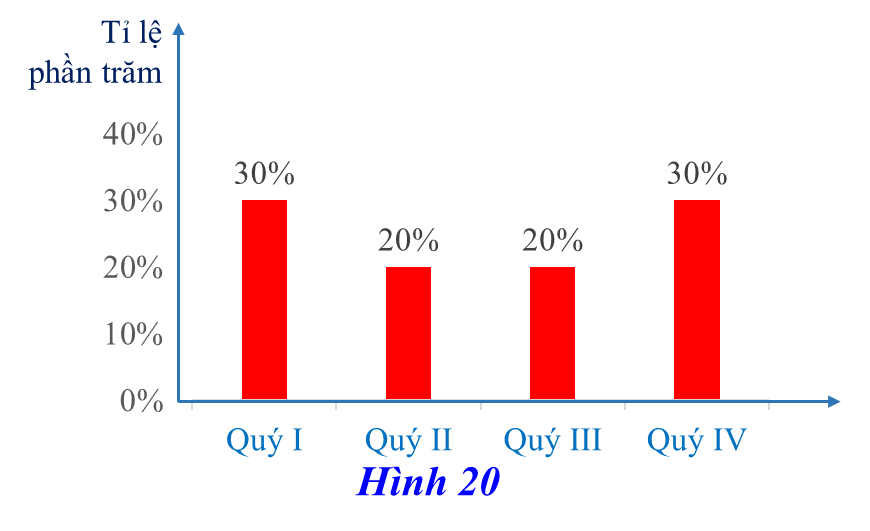 Tỉ lệ
phần trăm
40%
30%
20%
10%
0%
30%
20%
20%
30%
Quý I
Quý II
Quý III
Quý IV
Hình 20